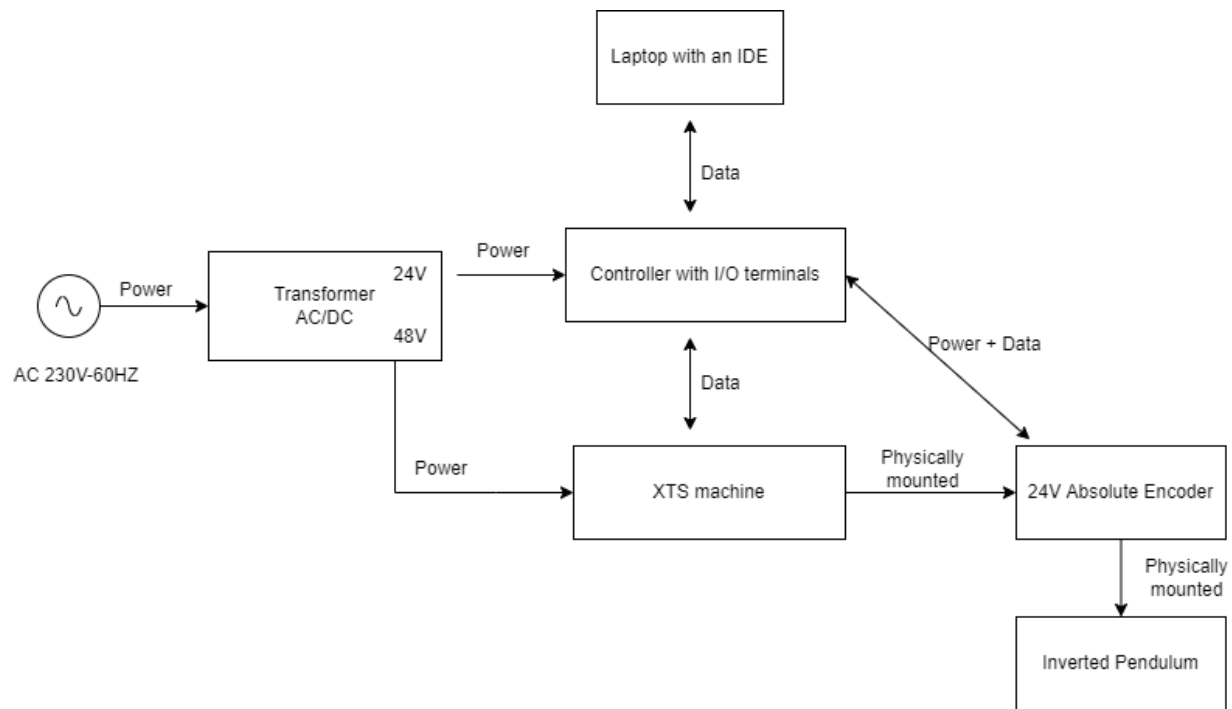 Laptop with an IDE
Data
Power
24V
Controller with I/O terminals
Power
Transformer
AC/DC
48V
Power + Data
AC 230V-60HZ
Data
Physically
mounted
Power
XTS machine
24V Absolute Encoder
Physically
mounted
Inverted Pendulum